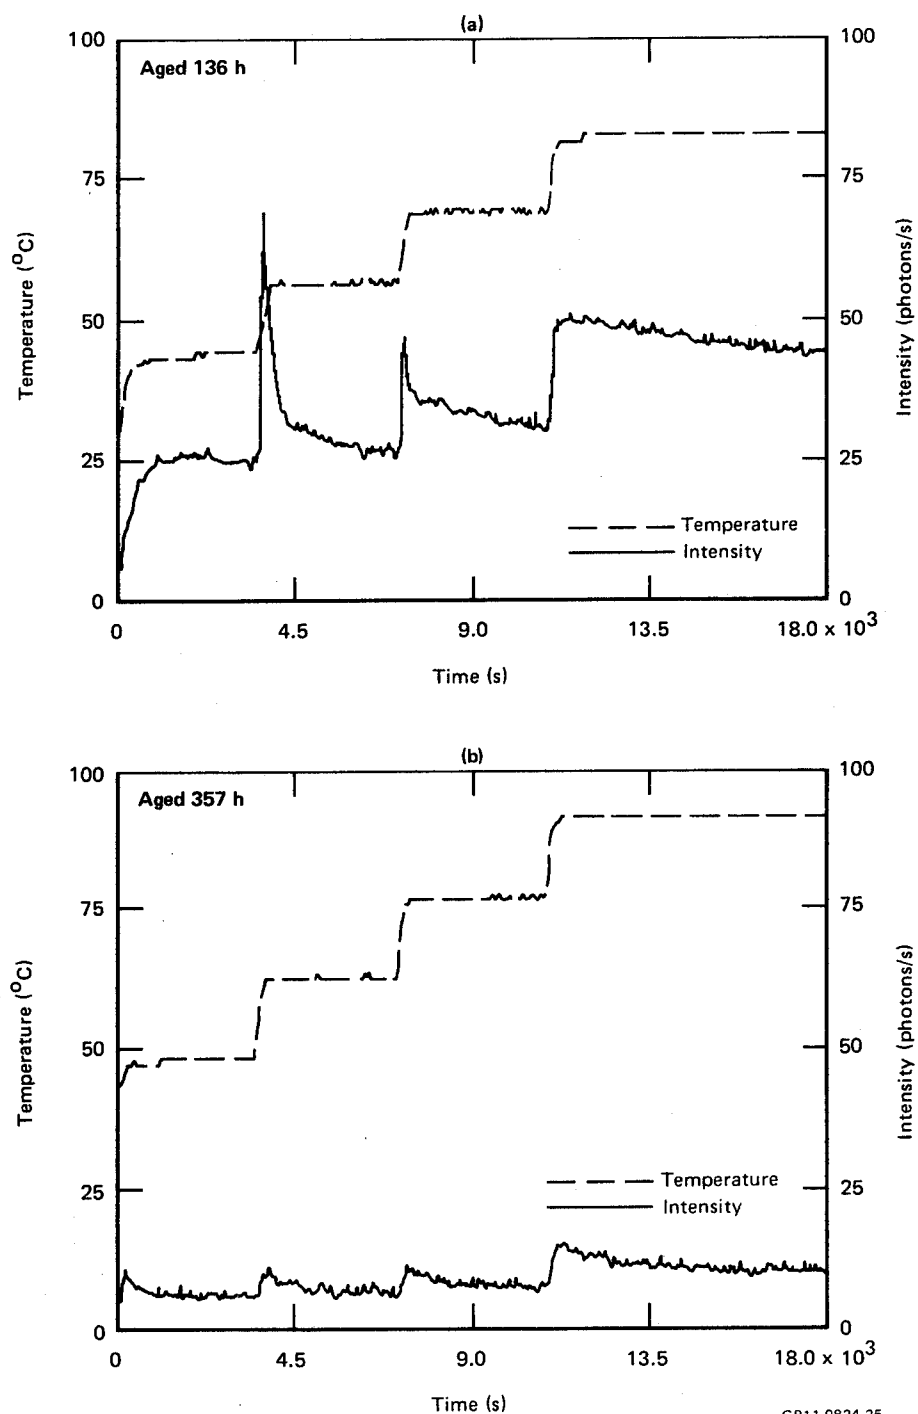 (a)
Aged 136 h
100
75
50
25
0
Temperature (°C)
100
75
50
25
0
Intensity (photons/s)
Temperature
Intensity
0 4.5 9.0 13.5 18.0 x 10³
Time (s)
(b)
Aged 357 h
100
75
50
25
0
Temperature (°C)
100
75
50
25
0
Intensity (photons/s)
Temperature
Intensity
0 4.5 9.0 13.5 18.0 x 10³
Time (s)